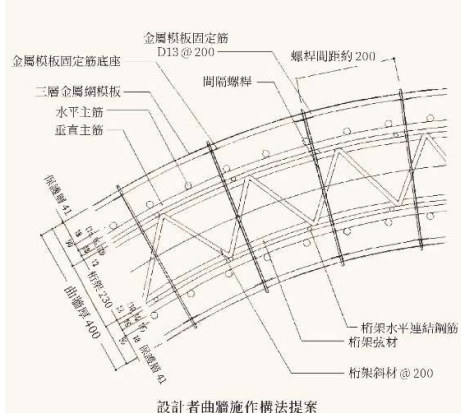 金屬模板固定筋
D13@200
金屬模板固定筋底座
螺桿間距約200
間隔螺桿
三層金屬網模板
水平主筋
垂直主筋
保護層 41
桁架 230
曲牆厚 400
保護層 41
桁架水平連結鋼筋
桁架弦材
桁架斜材@200
設計者曲牆施作構法提案